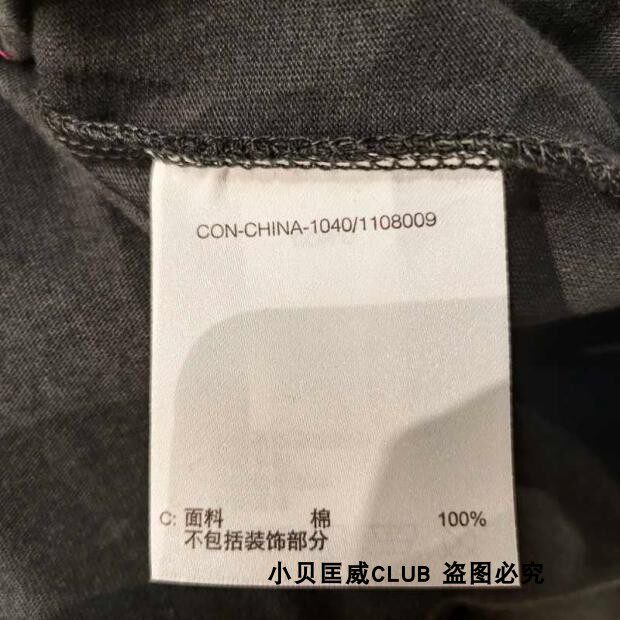 CON-CHINA-1040/1108009
C: 面料 棉 100%
不包括装饰部分
小贝匡威CLUB 盗图必究